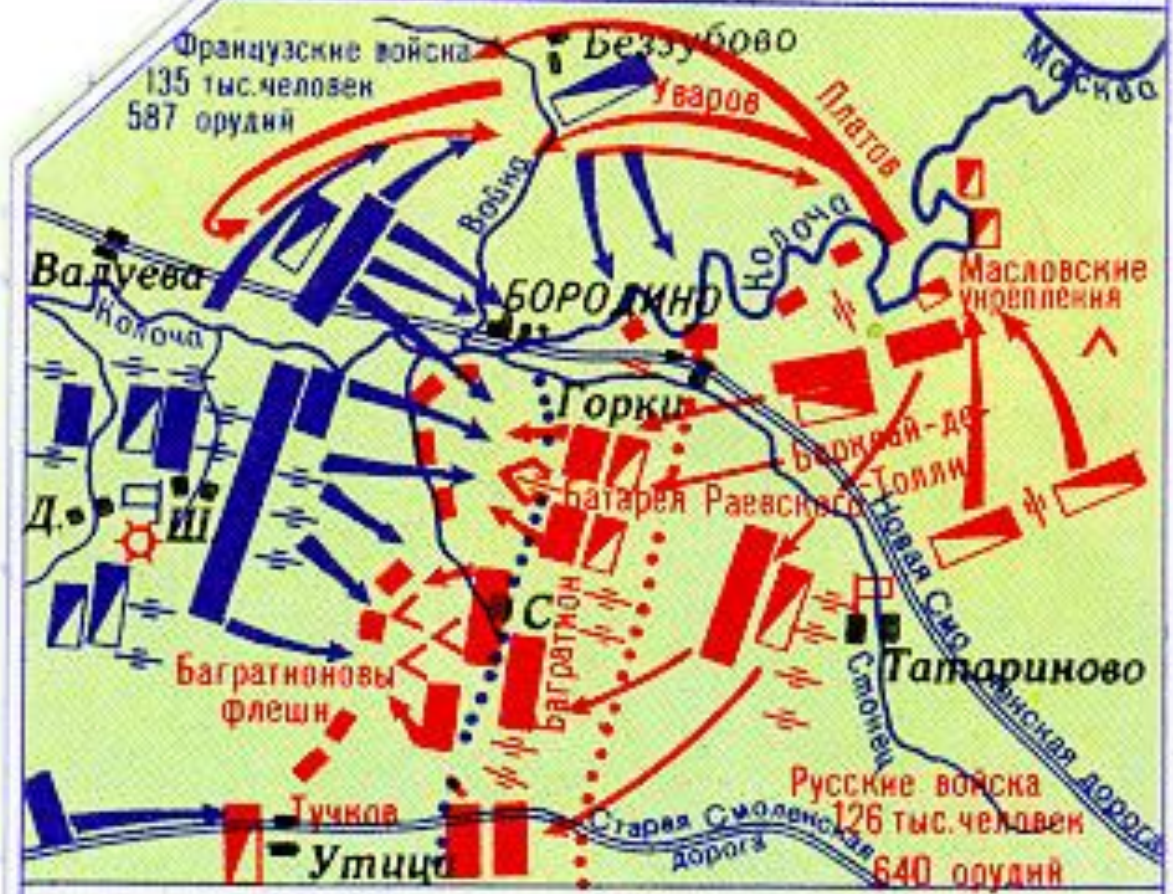 Французские войска
135 тыс.человек
587 орудий
Беззубово
Уваров
Платов
Москва
Война
Колоча
Валуева
Колоча
БОРОДИНО
Масловские
укрепления
Горки
Барклай-де-
-Толли
Батарея Раевского
Д.
Ш
С
Багратион
Новая Смоленская дорога
Татариново
Стонец
Багратионовы
флеши
Тучков
Утица
Старая Смоленская
дорога
Русские войска
126 тыс.человек
640 орудий